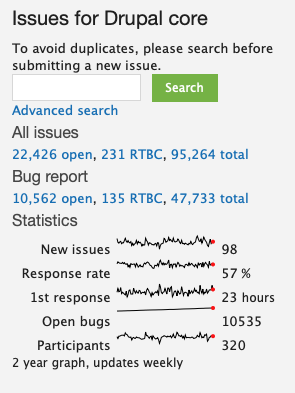 Issues for Drupal core
To avoid duplicates, please search before
submitting a new issue.
Search
Advanced search
All issues
22,426 open, 231 RTBC, 95,264 total
Bug report
10,562 open, 135 RTBC, 47,733 total
Statistics
New issues 98
Response rate 57 %
1st response 23 hours
Open bugs 10535
Participants 320
2 year graph, updates weekly